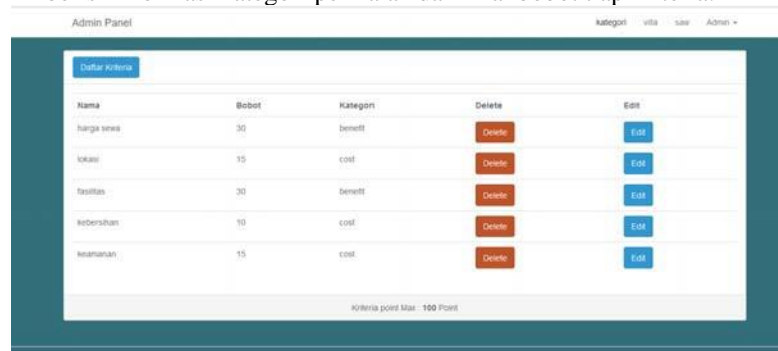 Admin Panel kategori villa saw Admin
Daftar Kriteria
Nama Bobot Kategori Delete Edit
harga sewa 30 benefit Delete Edit
lokasi 15 cost Delete Edit
fasilitas 30 benefit Delete Edit
kebersihan 10 cost Delete Edit
keamanan 15 cost Delete Edit
Kriteria point Max : 100 Point